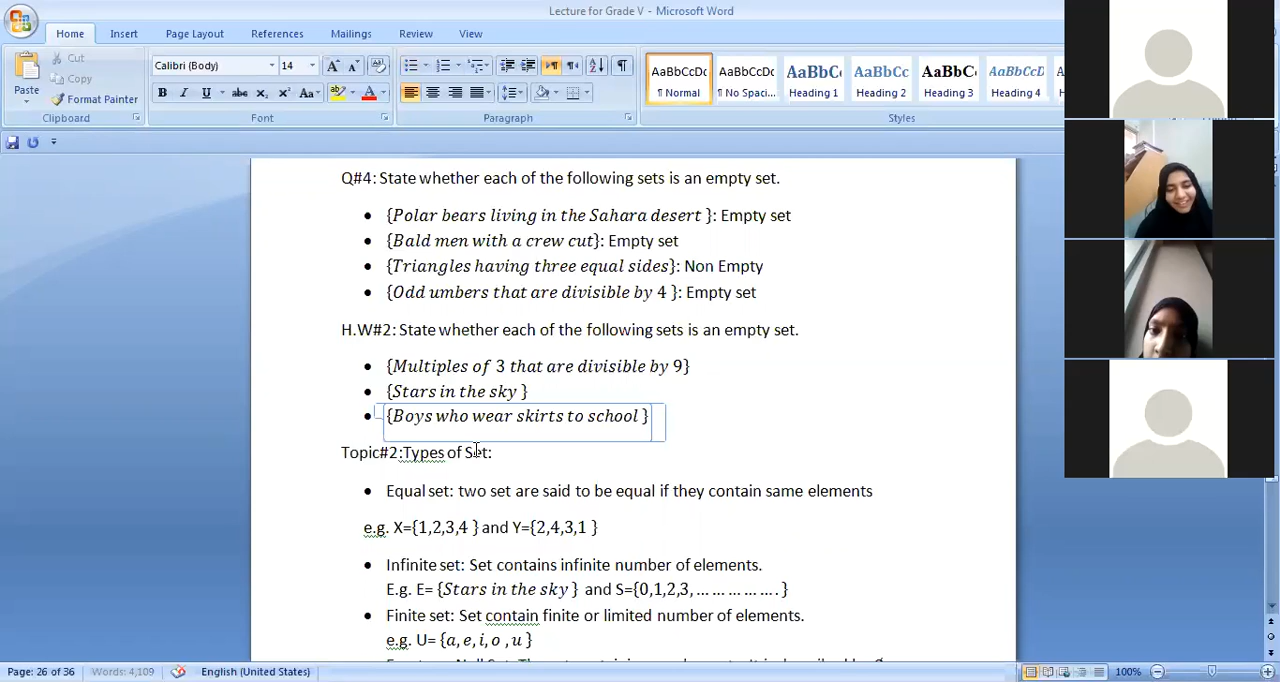 Lecture for Grade V - Microsoft Word
Home Insert Page Layout References Mailings Review View
Cut
Copy
Paste
Format Painter
Calibri (Body) 14
AaBbCcDc AaBbCcDc AaBbC AaBbCc AaBbC AaBbCcI
¶ Normal ¶ No Spaci... Heading 1 Heading 2 Heading 3 Heading 4
Clipboard Font Paragraph Styles
Q#4: State whether each of the following sets is an empty set.
• {Polar bears living in the Sahara desert }: Empty set
• {Bald men with a crew cut}: Empty set
• {Triangles having three equal sides}: Non Empty
• {Odd umbers that are divisible by 4 }: Empty set
H.W#2: State whether each of the following sets is an empty set.
• {Multiples of 3 that are divisible by 9}
• {Stars in the sky }
• {Boys who wear skirts to school }
Topic#2:Types of Set:
• Equal set: two set are said to be equal if they contain same elements
e.g. X={1,2,3,4 } and Y={2,4,3,1 }
• Infinite set: Set contains infinite number of elements.
E.g. E= {Stars in the sky } and S={0,1,2,3, … … … … . }
• Finite set: Set contain finite or limited number of elements.
e.g. U= {a, e, i, o , u }
Page: 26 of 36 Words: 4,109 English (United States) 100%